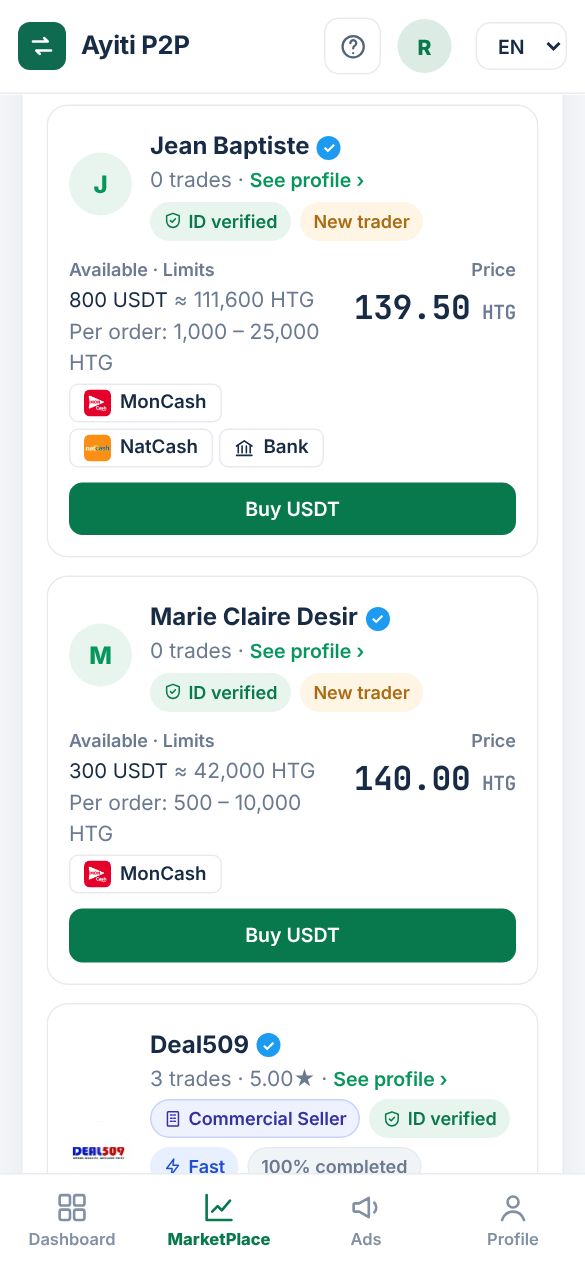 Ayiti P2P
R
EN
Jean Baptiste
J
0 trades · See profile ›
ID verified
New trader
Available · Limits
Price
800 USDT ≈ 111,600 HTG
139.50 HTG
Per order: 1,000 – 25,000
HTG
MonCash
NatCash
Bank
Buy USDT
Marie Claire Desir
M
0 trades · See profile ›
ID verified
New trader
Available · Limits
Price
300 USDT ≈ 42,000 HTG
140.00 HTG
Per order: 500 – 10,000
HTG
MonCash
Buy USDT
Deal509
3 trades · 5.00★ · See profile ›
Commercial Seller
ID verified
DEAL509
Fast
100% completed
Dashboard
MarketPlace
Ads
Profile